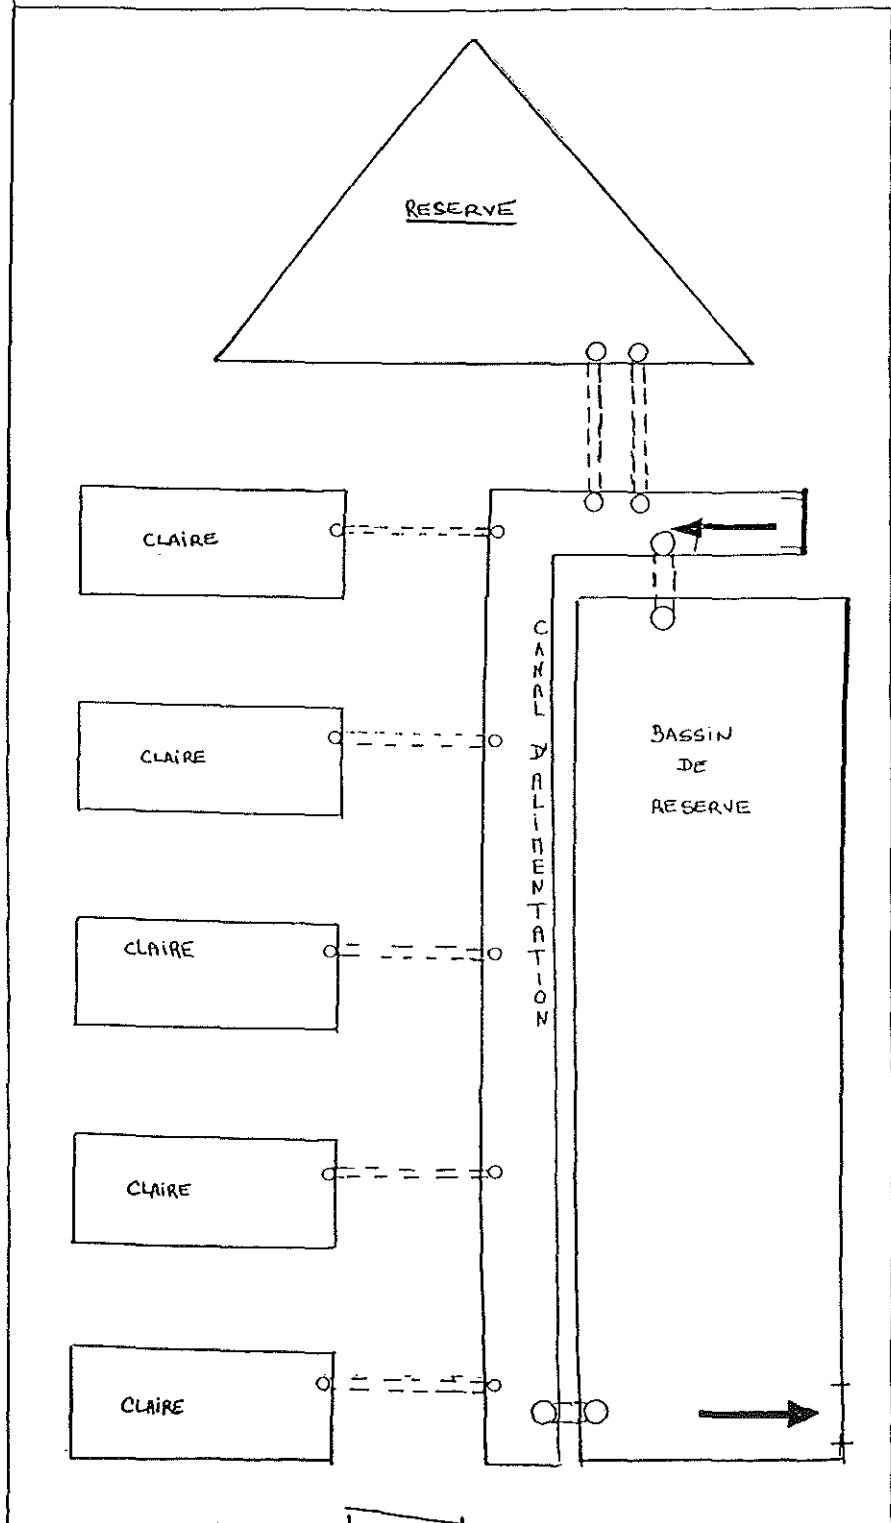 RESERVE
CLAIRE
CLAIRE
CLAIRE
CLAIRE
CLAIRE
CANAL D'ALIMENTATION
BASSIN
DE
RESERVE